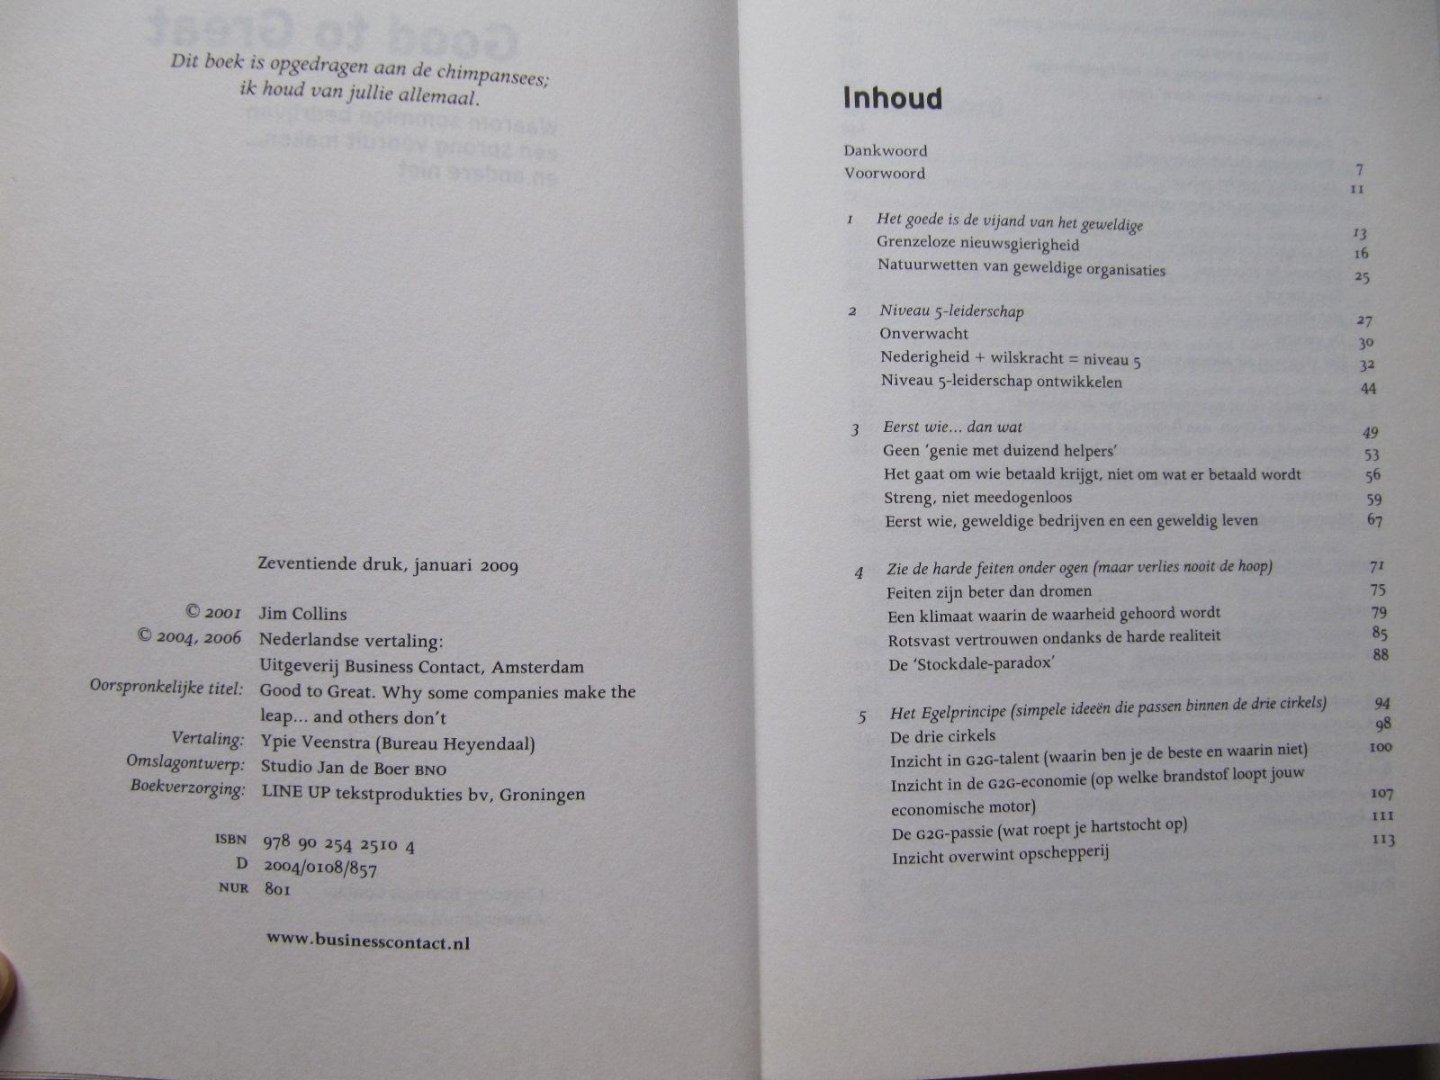 Dit boek is opgedragen aan de chimpansees;
ik houd van jullie allemaal.
Zeventiende druk, januari 2009
© 2001 Jim Collins
© 2004, 2006 Nederlandse vertaling:
Uitgeverij Business Contact, Amsterdam
Oorspronkelijke titel: Good to Great. Why some companies make the
leap... and others don't
Vertaling: Ypie Veenstra (Bureau Heyendaal)
Omslagontwerp: Studio Jan de Boer BNO
Boekverzorging: LINE UP tekstprodukties bv, Groningen
ISBN 978 90 254 2510 4
D 2004/0108/857
NUR 801
www.businesscontact.nl
Inhoud
Dankwoord 7
Voorwoord 11
1 Het goede is de vijand van het geweldige 13
Grenzeloze nieuwsgierigheid 16
Natuurwetten van geweldige organisaties 25
2 Niveau 5-leiderschap 27
Onverwacht 30
Nederigheid + wilskracht = niveau 5 32
Niveau 5-leiderschap ontwikkelen 44
3 Eerst wie... dan wat 49
Geen 'genie met duizend helpers' 53
Het gaat om wie betaald krijgt, niet om wat er betaald wordt 56
Streng, niet meedogenloos 59
Eerst wie, geweldige bedrijven en een geweldig leven 67
4 Zie de harde feiten onder ogen (maar verlies nooit de hoop) 71
Feiten zijn beter dan dromen 75
Een klimaat waarin de waarheid gehoord wordt 79
Rotsvast vertrouwen ondanks de harde realiteit 85
De 'Stockdale-paradox' 88
5 Het Egelprincipe (simpele ideeën die passen binnen de drie cirkels) 94
De drie cirkels 98
Inzicht in G2G-talent (waarin ben je de beste en waarin niet) 100
Inzicht in de G2G-economie (op welke brandstof loopt jouw
economische motor) 107
De G2G-passie (wat roept je hartstocht op) 111
Inzicht overwint opschepperij 113